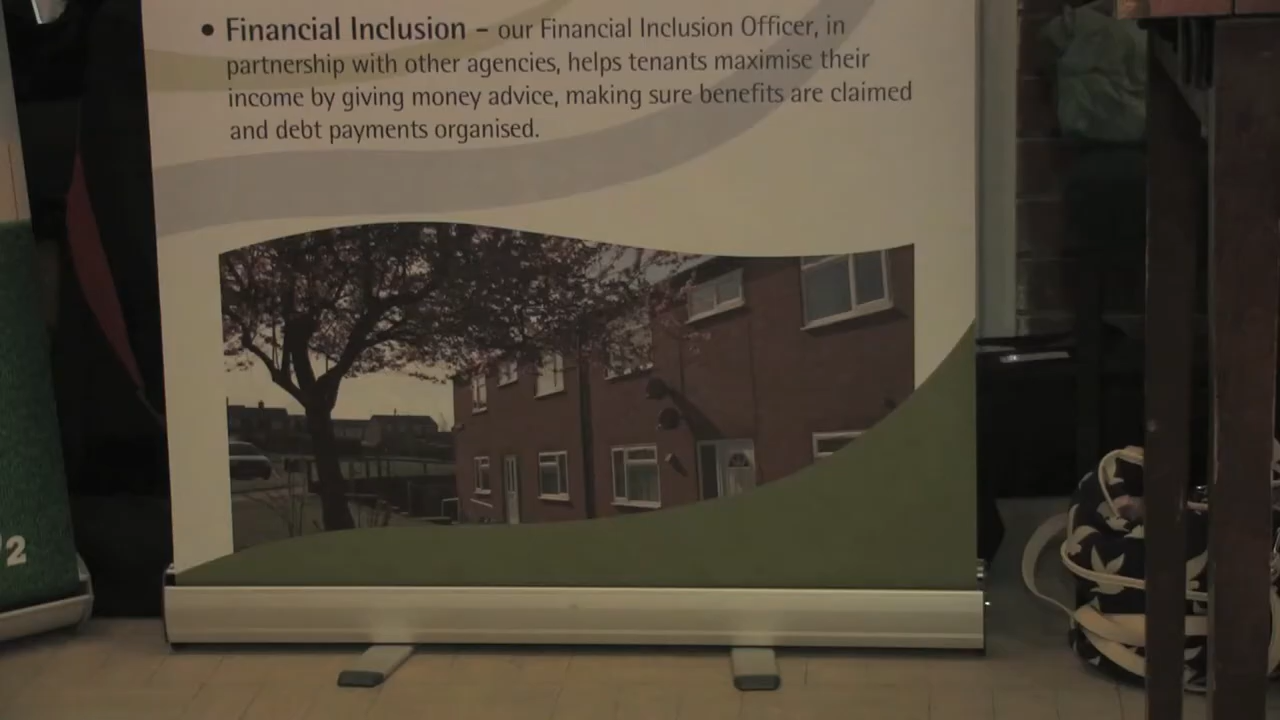 • Financial Inclusion – our Financial Inclusion Officer, in
partnership with other agencies, helps tenants maximise their
income by giving money advice, making sure benefits are claimed
and debt payments organised.
2